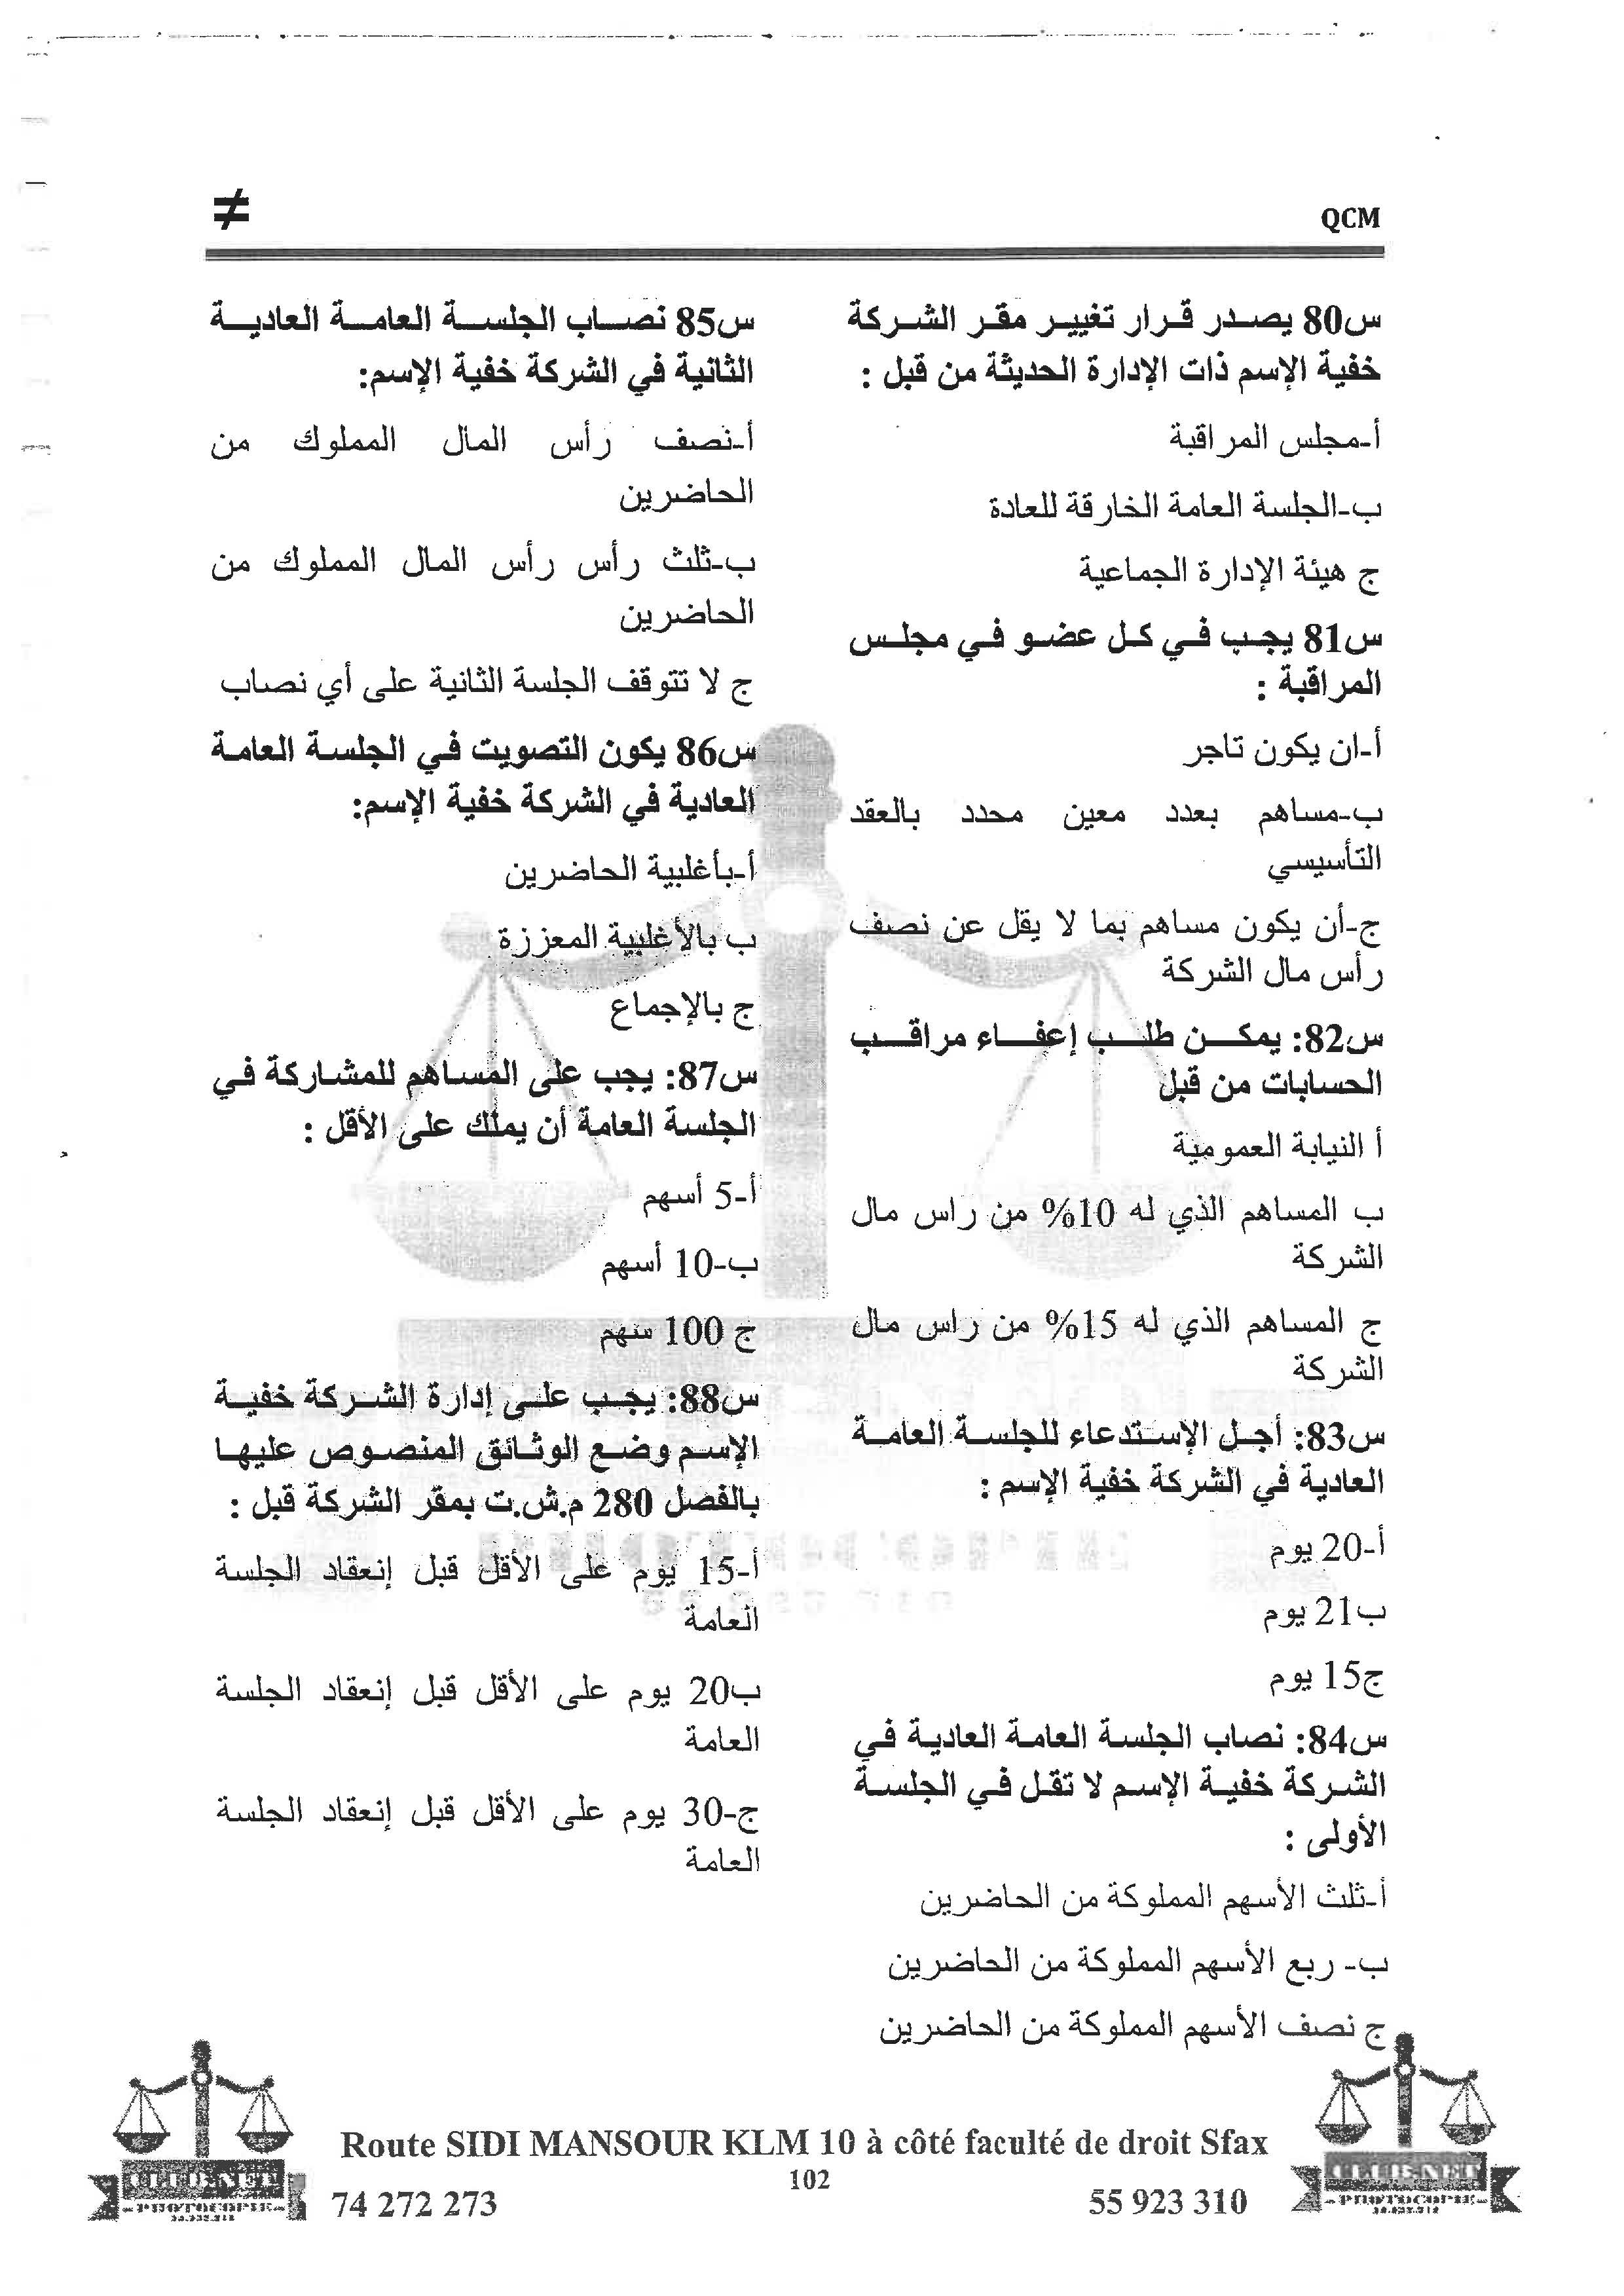 QCM
≠
س80 يصدر قرار تغيير مقر الشركة
خفية الإسم ذات الإدارة الحديثة من قبل :
أ-مجلس المراقبة
ب-الجلسة العامة الخارقة للعادة
ج هيئة الإدارة الجماعية
س81 يجب في كل عضو في مجلس
المراقبة :
أ-ان يكون تاجر
ب-مساهم بعدد معين محدد بالعقد
التأسيسي
ج-أن يكون مساهم بما لا يقل عن نصف
رأس مال الشركة
س82: يمكن طلب إعفاء مراقب
الحسابات من قبل
أ النيابة العمومية
ب المساهم الذي له 10% من راس مال
الشركة
ج المساهم الذي له 15% من راس مال
الشركة
س83: أجل الإستدعاء للجلسة العامة
العادية في الشركة خفية الإسم :
أ-20 يوم
ب21 يوم
ج15 يوم
س84: نصاب الجلسة العامة العادية في
الشركة خفية الإسم لا تقل في الجلسة
الأولى :
أ-ثلث الأسهم المملوكة من الحاضرين
ب- ربع الأسهم المملوكة من الحاضرين
ج نصف الأسهم المملوكة من الحاضرين
س85 نصاب الجلسة العامة العادية
الثانية في الشركة خفية الإسم:
أ-نصف رأس المال المملوك من
الحاضرين
ب-ثلث رأس رأس المال المملوك من
الحاضرين
ج لا تتوقف الجلسة الثانية على أي نصاب
س86 يكون التصويت في الجلسة العامة
العادية في الشركة خفية الإسم:
أ-بأغلبية الحاضرين
ب بالأغلبية المعززة
ج بالإجماع
س87: يجب على المساهم للمشاركة في
الجلسة العامة أن يملك على الأقل :
أ-5 أسهم
ب-10 أسهم
ج 100 سهم
س88: يجب على إدارة الشركة خفية
الإسم وضع الوثائق المنصوص عليها
بالفصل 280 م.ش.ت بمقر الشركة قبل :
أ-15 يوم على الأقل قبل إنعقاد الجلسة
العامة
ب20 يوم على الأقل قبل إنعقاد الجلسة
العامة
ج-30 يوم على الأقل قبل إنعقاد الجلسة
العامة
Route SIDI MANSOUR KLM 10 à côté faculté de droit Sfax
102
74 272 273
55 923 310
CLUB.NET
PHOTOCOPIE
CLUB.NET
PHOTOCOPIE